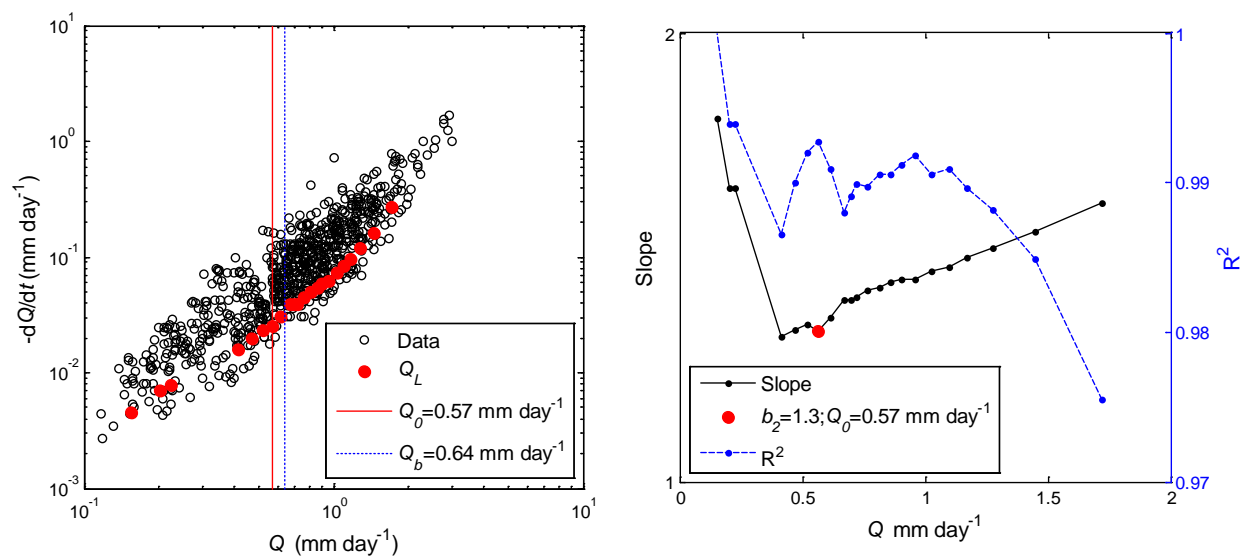 10^1
10^0
10^-1
10^-2
10^-3
-dQ/dt (mm day^-1)
Data
Q_L
Q_0=0.57 mm day^-1
Q_b=0.64 mm day^-1
10^-1
10^0
10^1
Q (mm day^-1)
2
1
Slope
Slope
b_2=1.3;Q_0=0.57 mm day^-1
R^2
0
0.5
1
1.5
2
Q mm day^-1
1
0.99
0.98
0.97
R^2